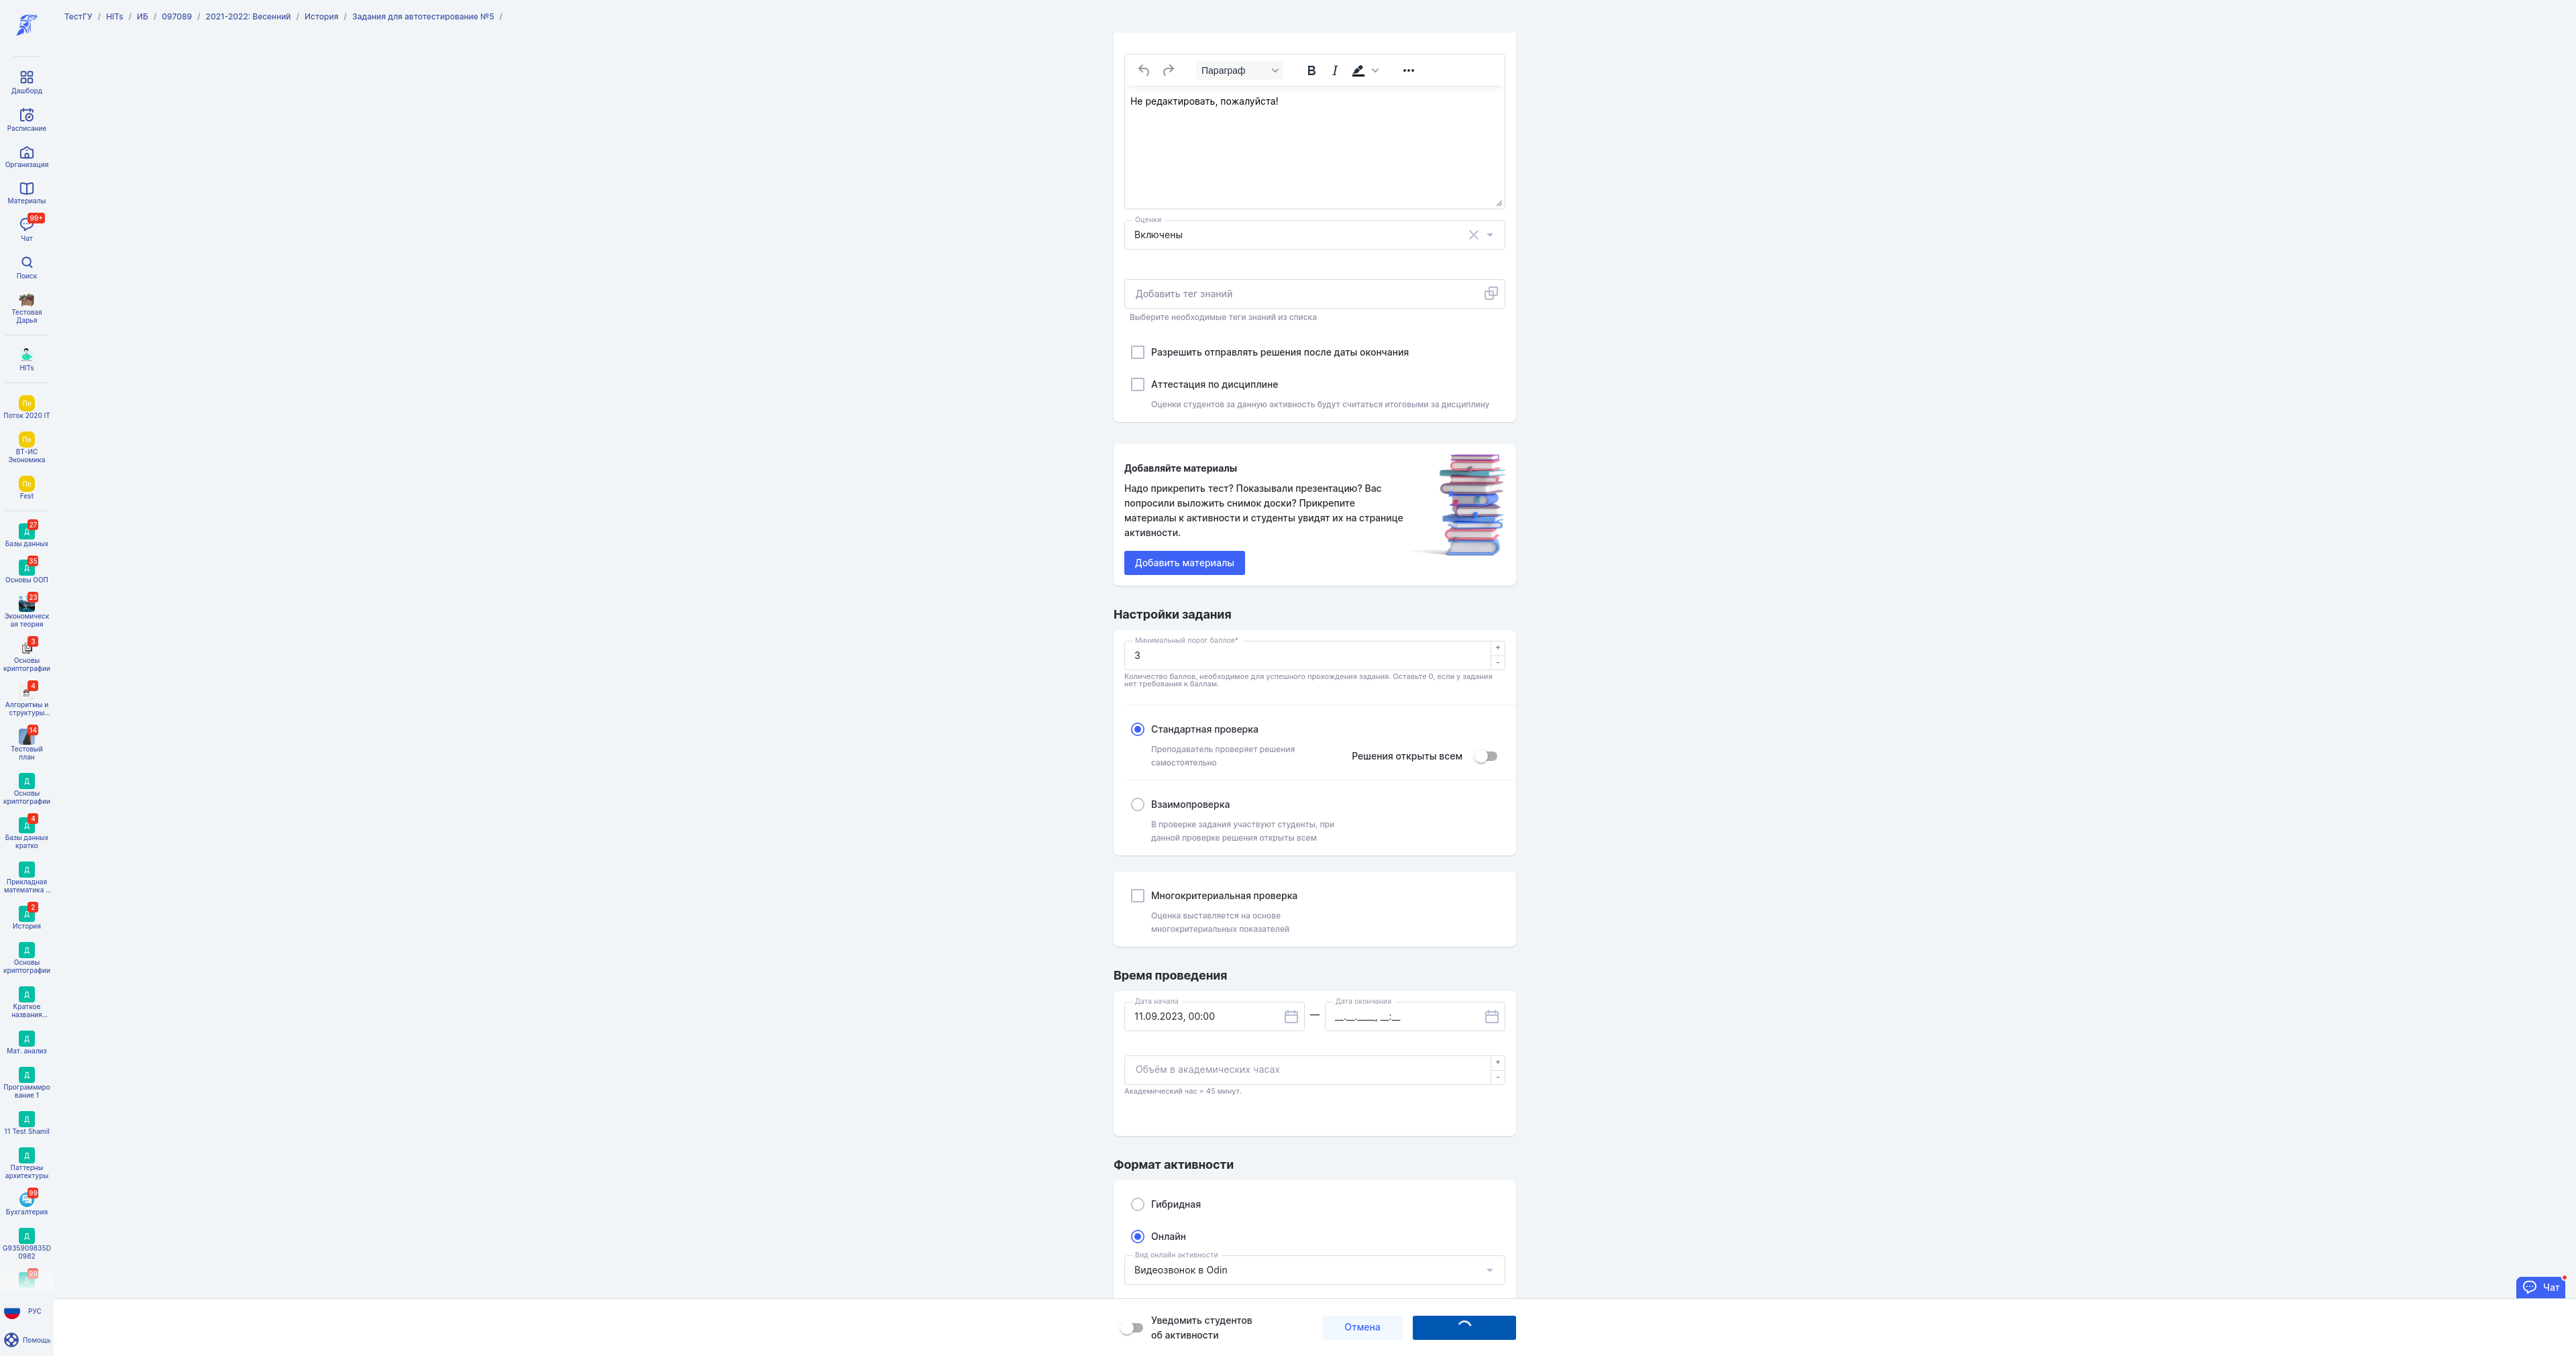 ТестГУ / HITs / ИБ / 097089 / 2021-2022: Весенний / История / Задания для автотестирование №5 /
Дашборд
Расписание
Организация
Материалы
99+
Чат
Поиск
Тестовая
Дарья
HITs
По
Поток 2020 IT
По
ВТ-ИС
Экономика
По
Fest
27
Д
Базы данных
35
Д
Основы ООП
23
Экономическ
ая теория
3
Основы
криптографии
4
Алгоритмы и
структуры...
14
Тестовый
план
Д
Основы
криптографии
4
Д
Базы данных
кратко
Д
Прикладная
математика ...
2
Д
История
Д
Основы
криптографии
Д
Краткое
названия...
Д
Мат. анализ
Д
Программиро
вание 1
Д
11 Test Shamil
Д
Паттерны
архитектуры
99
Бухгалтерия
Д
G935909835D
0982
99
Д
РУС
Помощь
Параграф
B I
Не редактировать, пожалуйста!
Оценки
Включены
Добавить тег знаний
Выберите необходимые теги знаний из списка
Разрешить отправлять решения после даты окончания
Аттестация по дисциплине
Оценки студентов за данную активность будут считаться итоговыми за дисциплину
Добавляйте материалы
Надо прикрепить тест? Показывали презентацию? Вас
попросили выложить снимок доски? Прикрепите
материалы к активности и студенты увидят их на странице
активности.
Добавить материалы
Настройки задания
Минимальный порог баллов*
3
+
-
Количество баллов, необходимое для успешного прохождения задания. Оставьте 0, если у задания
нет требования к баллам.
Стандартная проверка
Преподаватель проверяет решения
самостоятельно
Решения открыты всем
Взаимопроверка
В проверке задания участвуют студенты, при
данной проверке решения открыты всем
Многокритериальная проверка
Оценка выставляется на основе
многокритериальных показателей
Время проведения
Дата начала
11.09.2023, 00:00
—
Дата окончания
__.__.____, __:__
Объём в академических часах
+
-
Академический час = 45 минут.
Формат активности
Гибридная
Онлайн
Вид онлайн активности
Видеозвонок в Odin
Уведомить студентов
об активности
Отмена
Чат